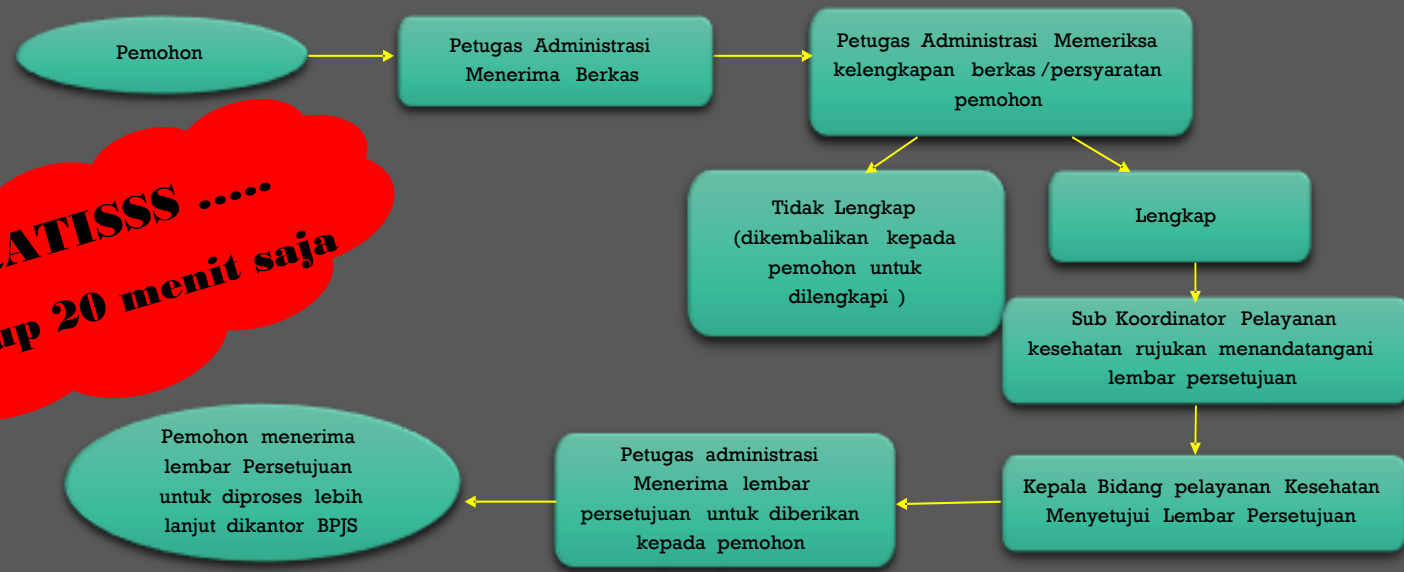 Pemohon
Petugas Administrasi
Menerima Berkas
Petugas Administrasi Memeriksa
kelengkapan berkas /persyaratan
pemohon
Tidak Lengkap
(dikembalikan kepada
pemohon untuk
dilengkapi )
Lengkap
20 menit saja
Sub Koordinator Pelayanan
kesehatan rujukan menandatangani
lembar persetujuan
Kepala Bidang pelayanan Kesehatan
Menyetujui Lembar Persetujuan
Petugas administrasi
Menerima lembar
persetujuan untuk diberikan
kepada pemohon
Pemohon menerima
lembar Persetujuan
untuk diproses lebih
lanjut dikantor BPJS